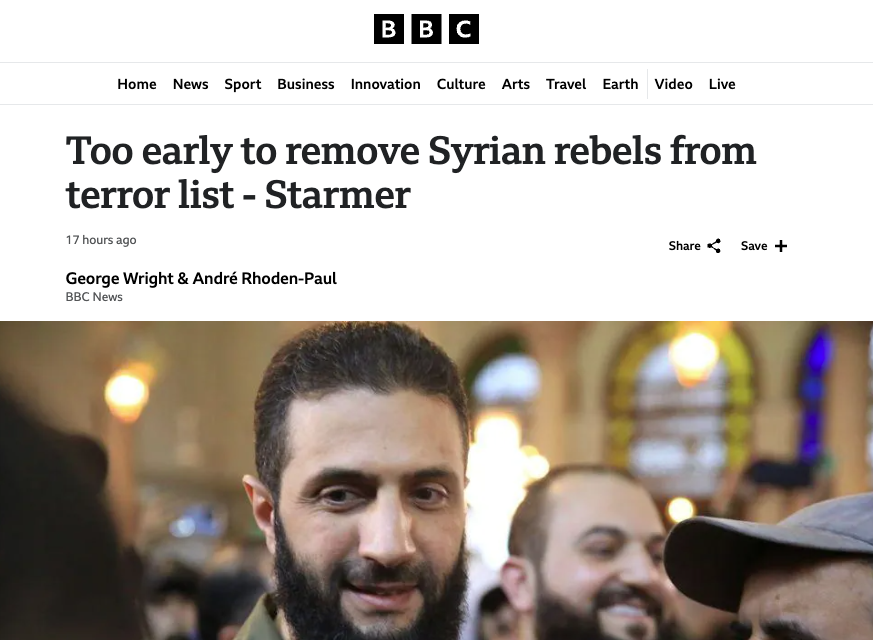 BBC
Home News Sport Business Innovation Culture Arts Travel Earth Video Live
Too early to remove Syrian rebels from
terror list - Starmer
17 hours ago
Share Save
George Wright & André Rhoden-Paul
BBC News